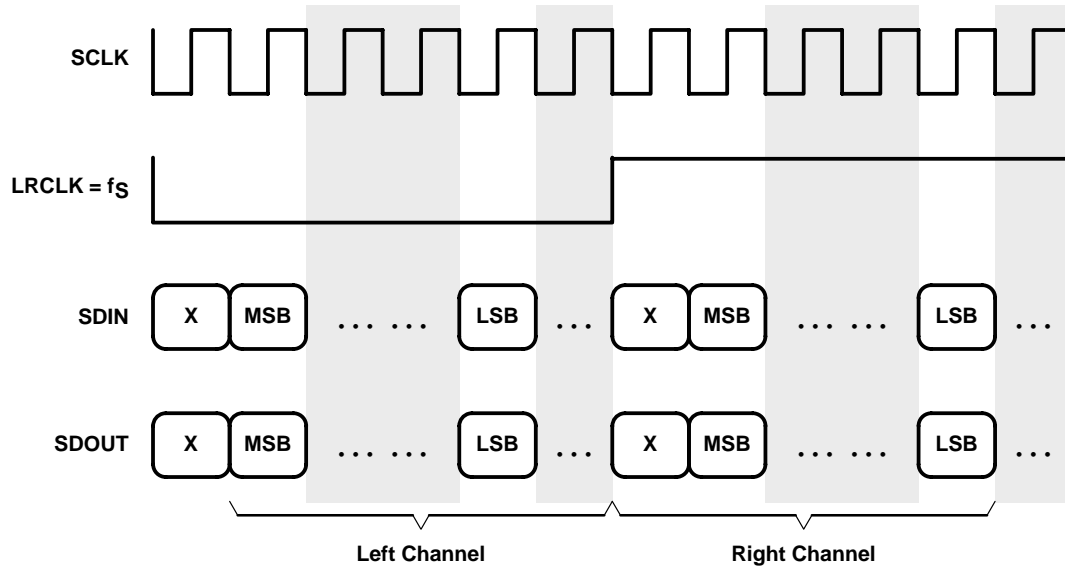 SCLK
LRCLK = fS
SDIN X MSB ... ... LSB ... X MSB ... ... LSB ...
SDOUT X MSB ... ... LSB ... X MSB ... ... LSB ...
Left Channel Right Channel